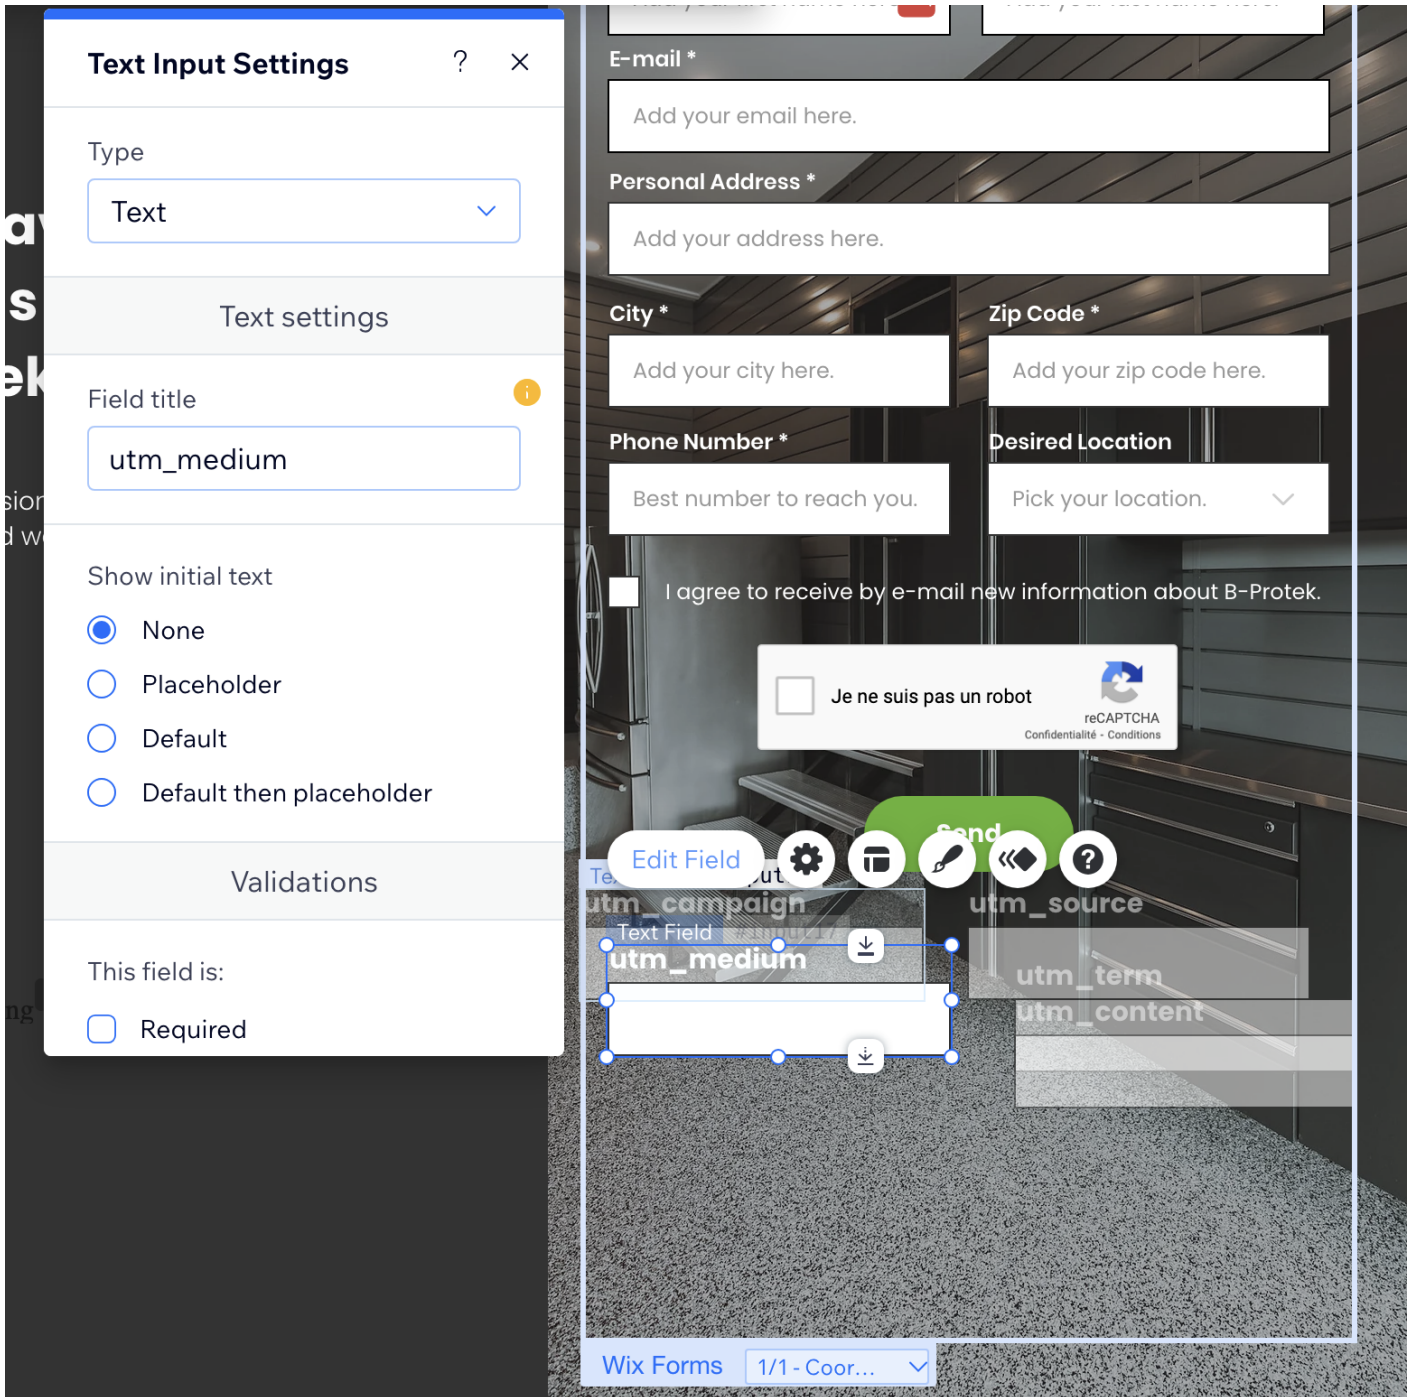 Text Input Settings
?
Type
Text
Text settings
Field title
i
utm_medium
Show initial text
None
Placeholder
Default
Default then placeholder
Validations
This field is:
Required
E-mail *
Add your email here.
Personal Address *
Add your address here.
City *
Zip Code *
Add your city here.
Add your zip code here.
Phone Number *
Desired Location
Best number to reach you.
Pick your location.
I agree to receive by e-mail new information about B-Protek.
Je ne suis pas un robot
reCAPTCHA
Confidentialité - Conditions
Send
Edit Field
?
utm_campaign
utm_source
Text Field
#input17
utm_medium
utm_term
utm_content
Wix Forms
1/1 - Coor...